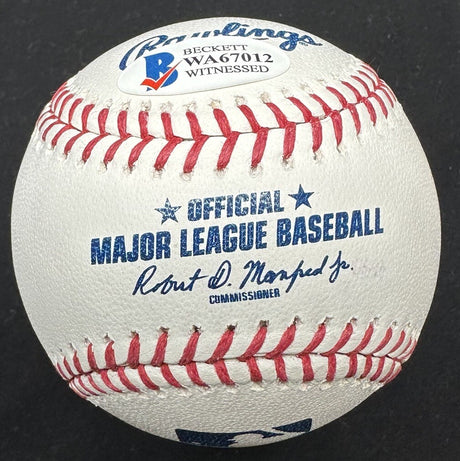 Rawlings
BECKETT
B WA67012
WITNESSED
OFFICIAL
MAJOR LEAGUE BASEBALL
Robert D. Manfred Jr.
COMMISSIONER